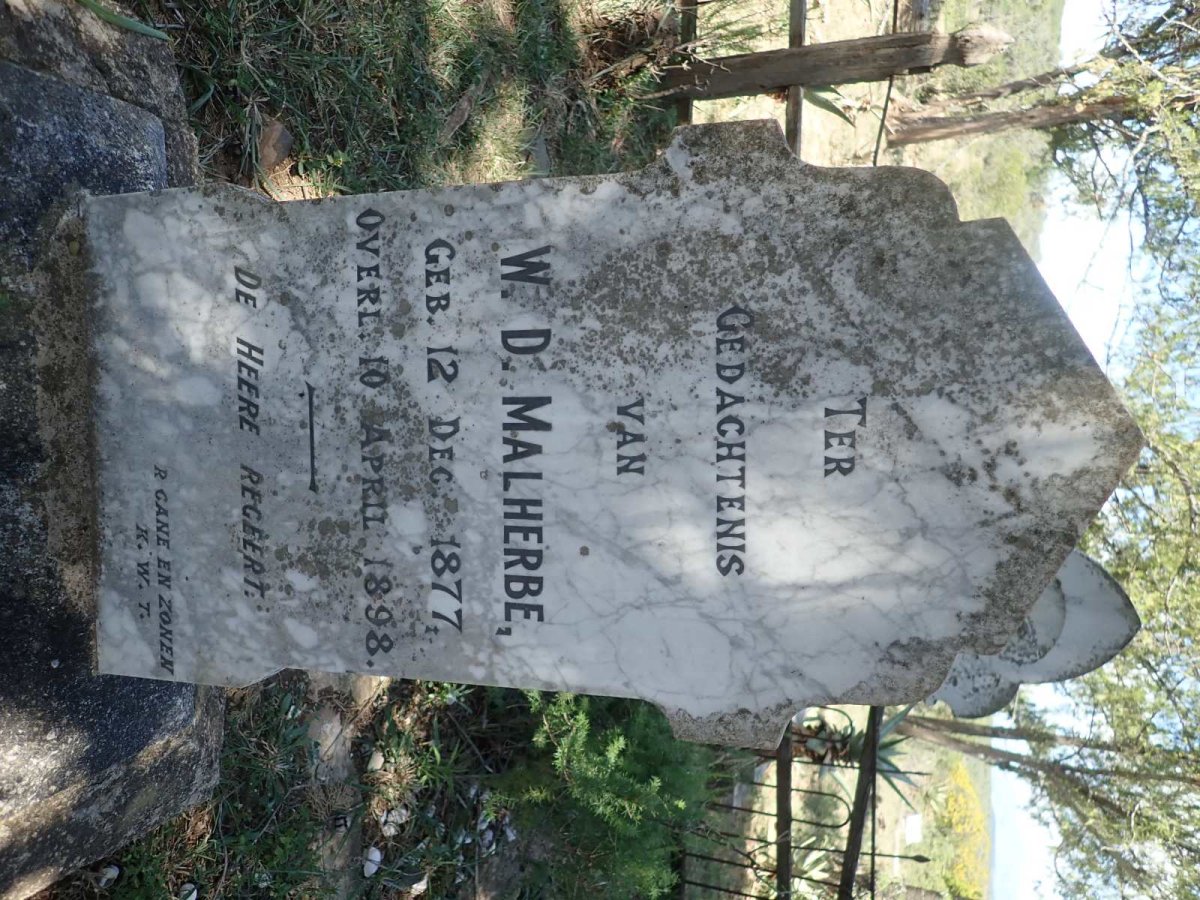 TER
GEDACHTENIS
VAN
W. D. MALHERBE,
GEB. 12 DEC. 1877,
OVERL. 10 APRIL 1898.
DE HEERE REGEERT.
R CANE EN ZONEN
K. W. T.